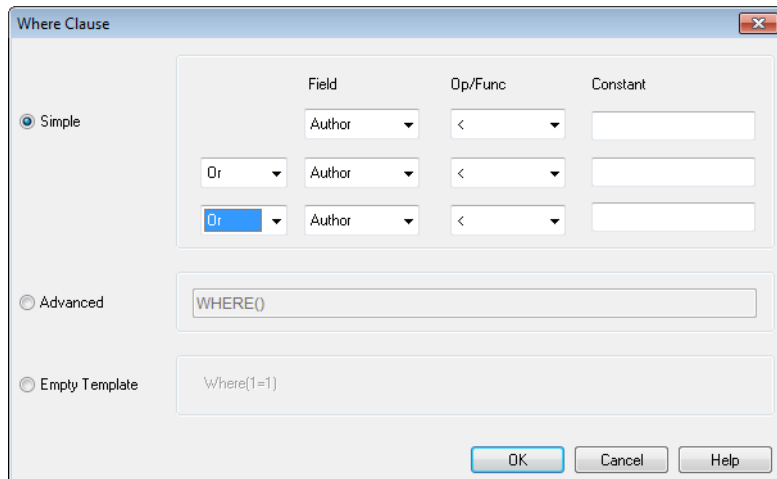 Where Clause
Field Op/Func Constant
Simple Author <
Or Author <
Or Author <
Advanced WHERE()
Empty Template Where(1=1)
OK Cancel Help